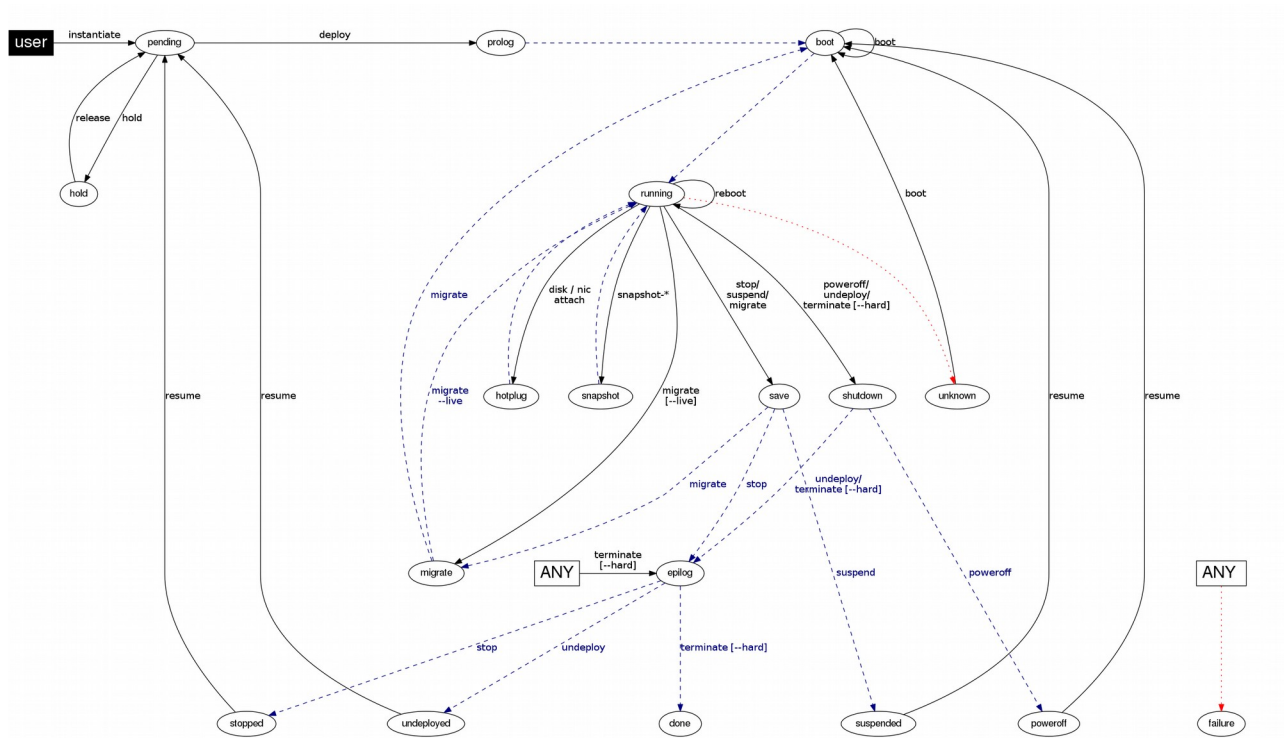 instantiate
deploy
user
pending
prolog
boot
boot
release
hold
hold
running
reboot
boot
migrate
disk / nic
attach
snapshot-*
stop/
suspend/
migrate
poweroff/
undeploy/
terminate [--hard]
resume
resume
migrate
--live
hotplug
snapshot
migrate
[--live]
save
shutdown
unknown
resume
resume
migrate
stop
undeploy/
terminate [--hard]
migrate
ANY
terminate
[--hard]
epilog
suspend
poweroff
ANY
stop
undeploy
terminate [--hard]
stopped
undeployed
done
suspended
poweroff
failure